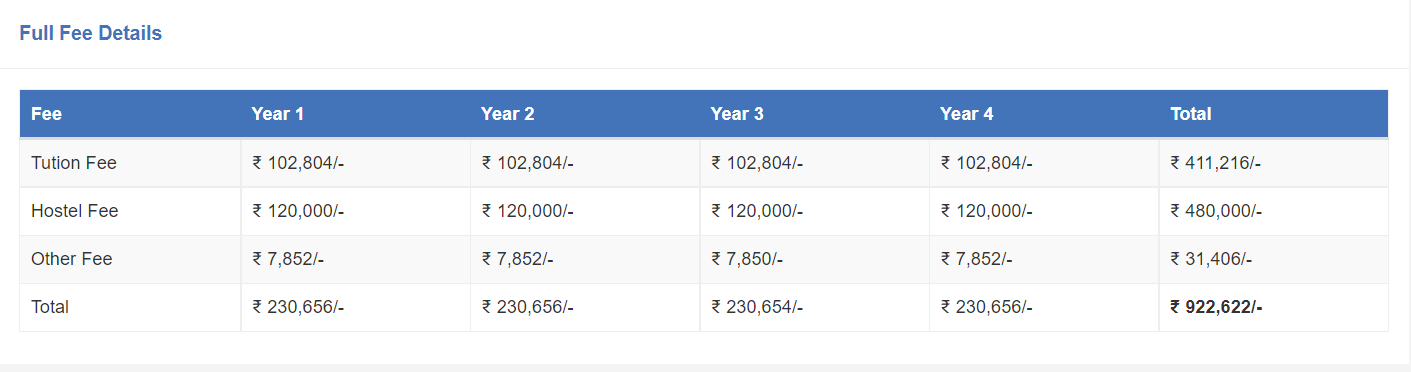 Full Fee Details
Fee Year 1 Year 2 Year 3 Year 4 Total
Tution Fee ₹ 102,804/- ₹ 102,804/- ₹ 102,804/- ₹ 102,804/- ₹ 411,216/-
Hostel Fee ₹ 120,000/- ₹ 120,000/- ₹ 120,000/- ₹ 120,000/- ₹ 480,000/-
Other Fee ₹ 7,852/- ₹ 7,852/- ₹ 7,850/- ₹ 7,852/- ₹ 31,406/-
Total ₹ 230,656/- ₹ 230,656/- ₹ 230,654/- ₹ 230,656/- ₹ 922,622/-